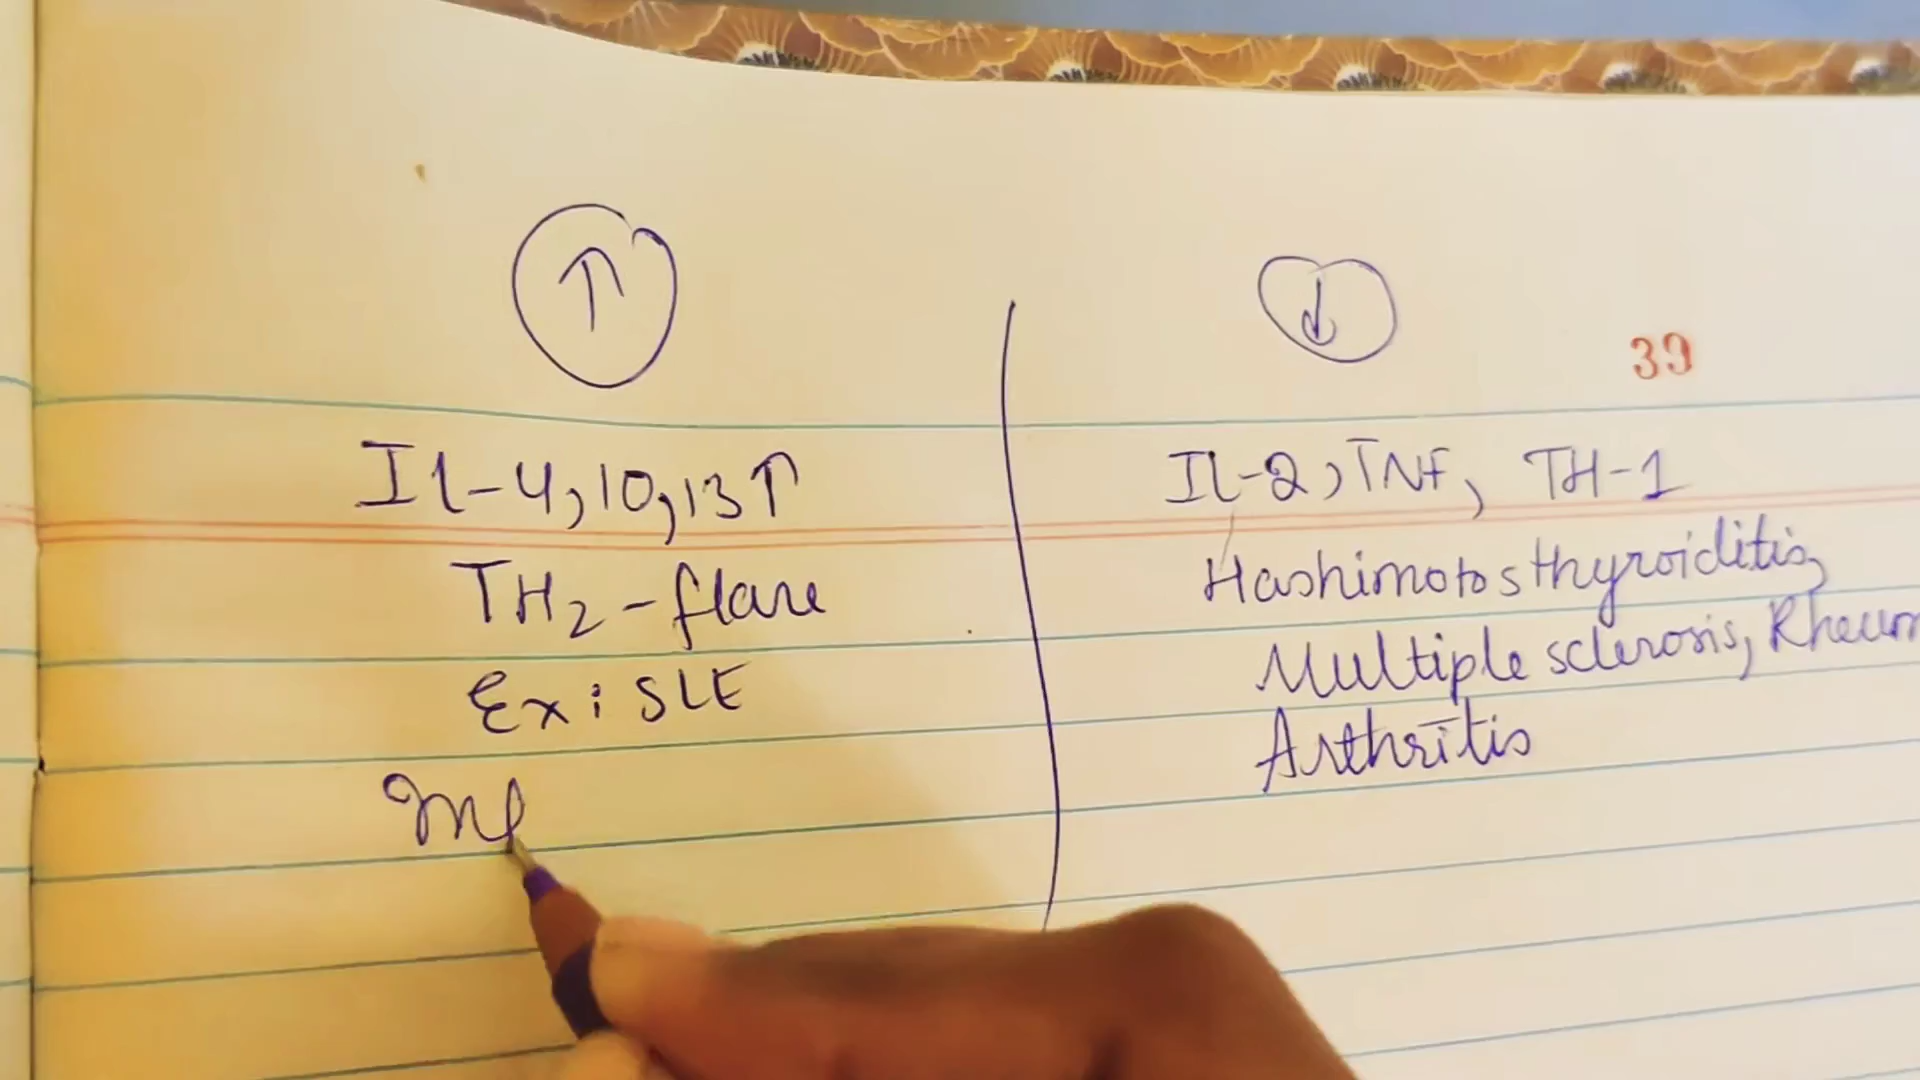 ↑
Il-4, 10, 13 ↑
TH2 - flare
Ex: SLE
↓
39
Il-2, TNf, TH-1
Hashimotos thyroiditis,
Multiple sclerosis, Rheum
Arthritis